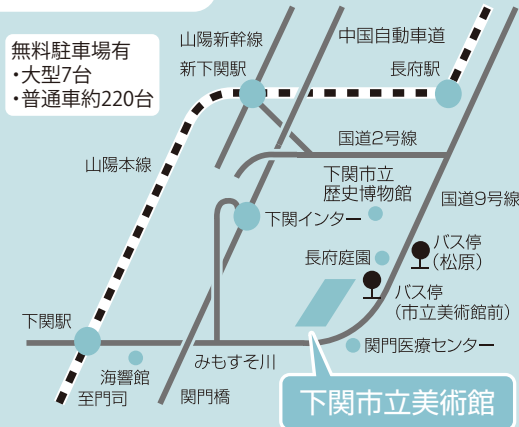 無料駐車場有
・大型7台
・普通車約220台
山陽新幹線
新下関駅
中国自動車道
長府駅
山陽本線
国道2号線
下関市立
歴史博物館
国道9号線
下関インター
長府庭園
バス停
(松原)
バス停
(市立美術館前)
下関駅
みもすそ川
関門医療センター
海響館
至門司
関門橋
下関市立美術館